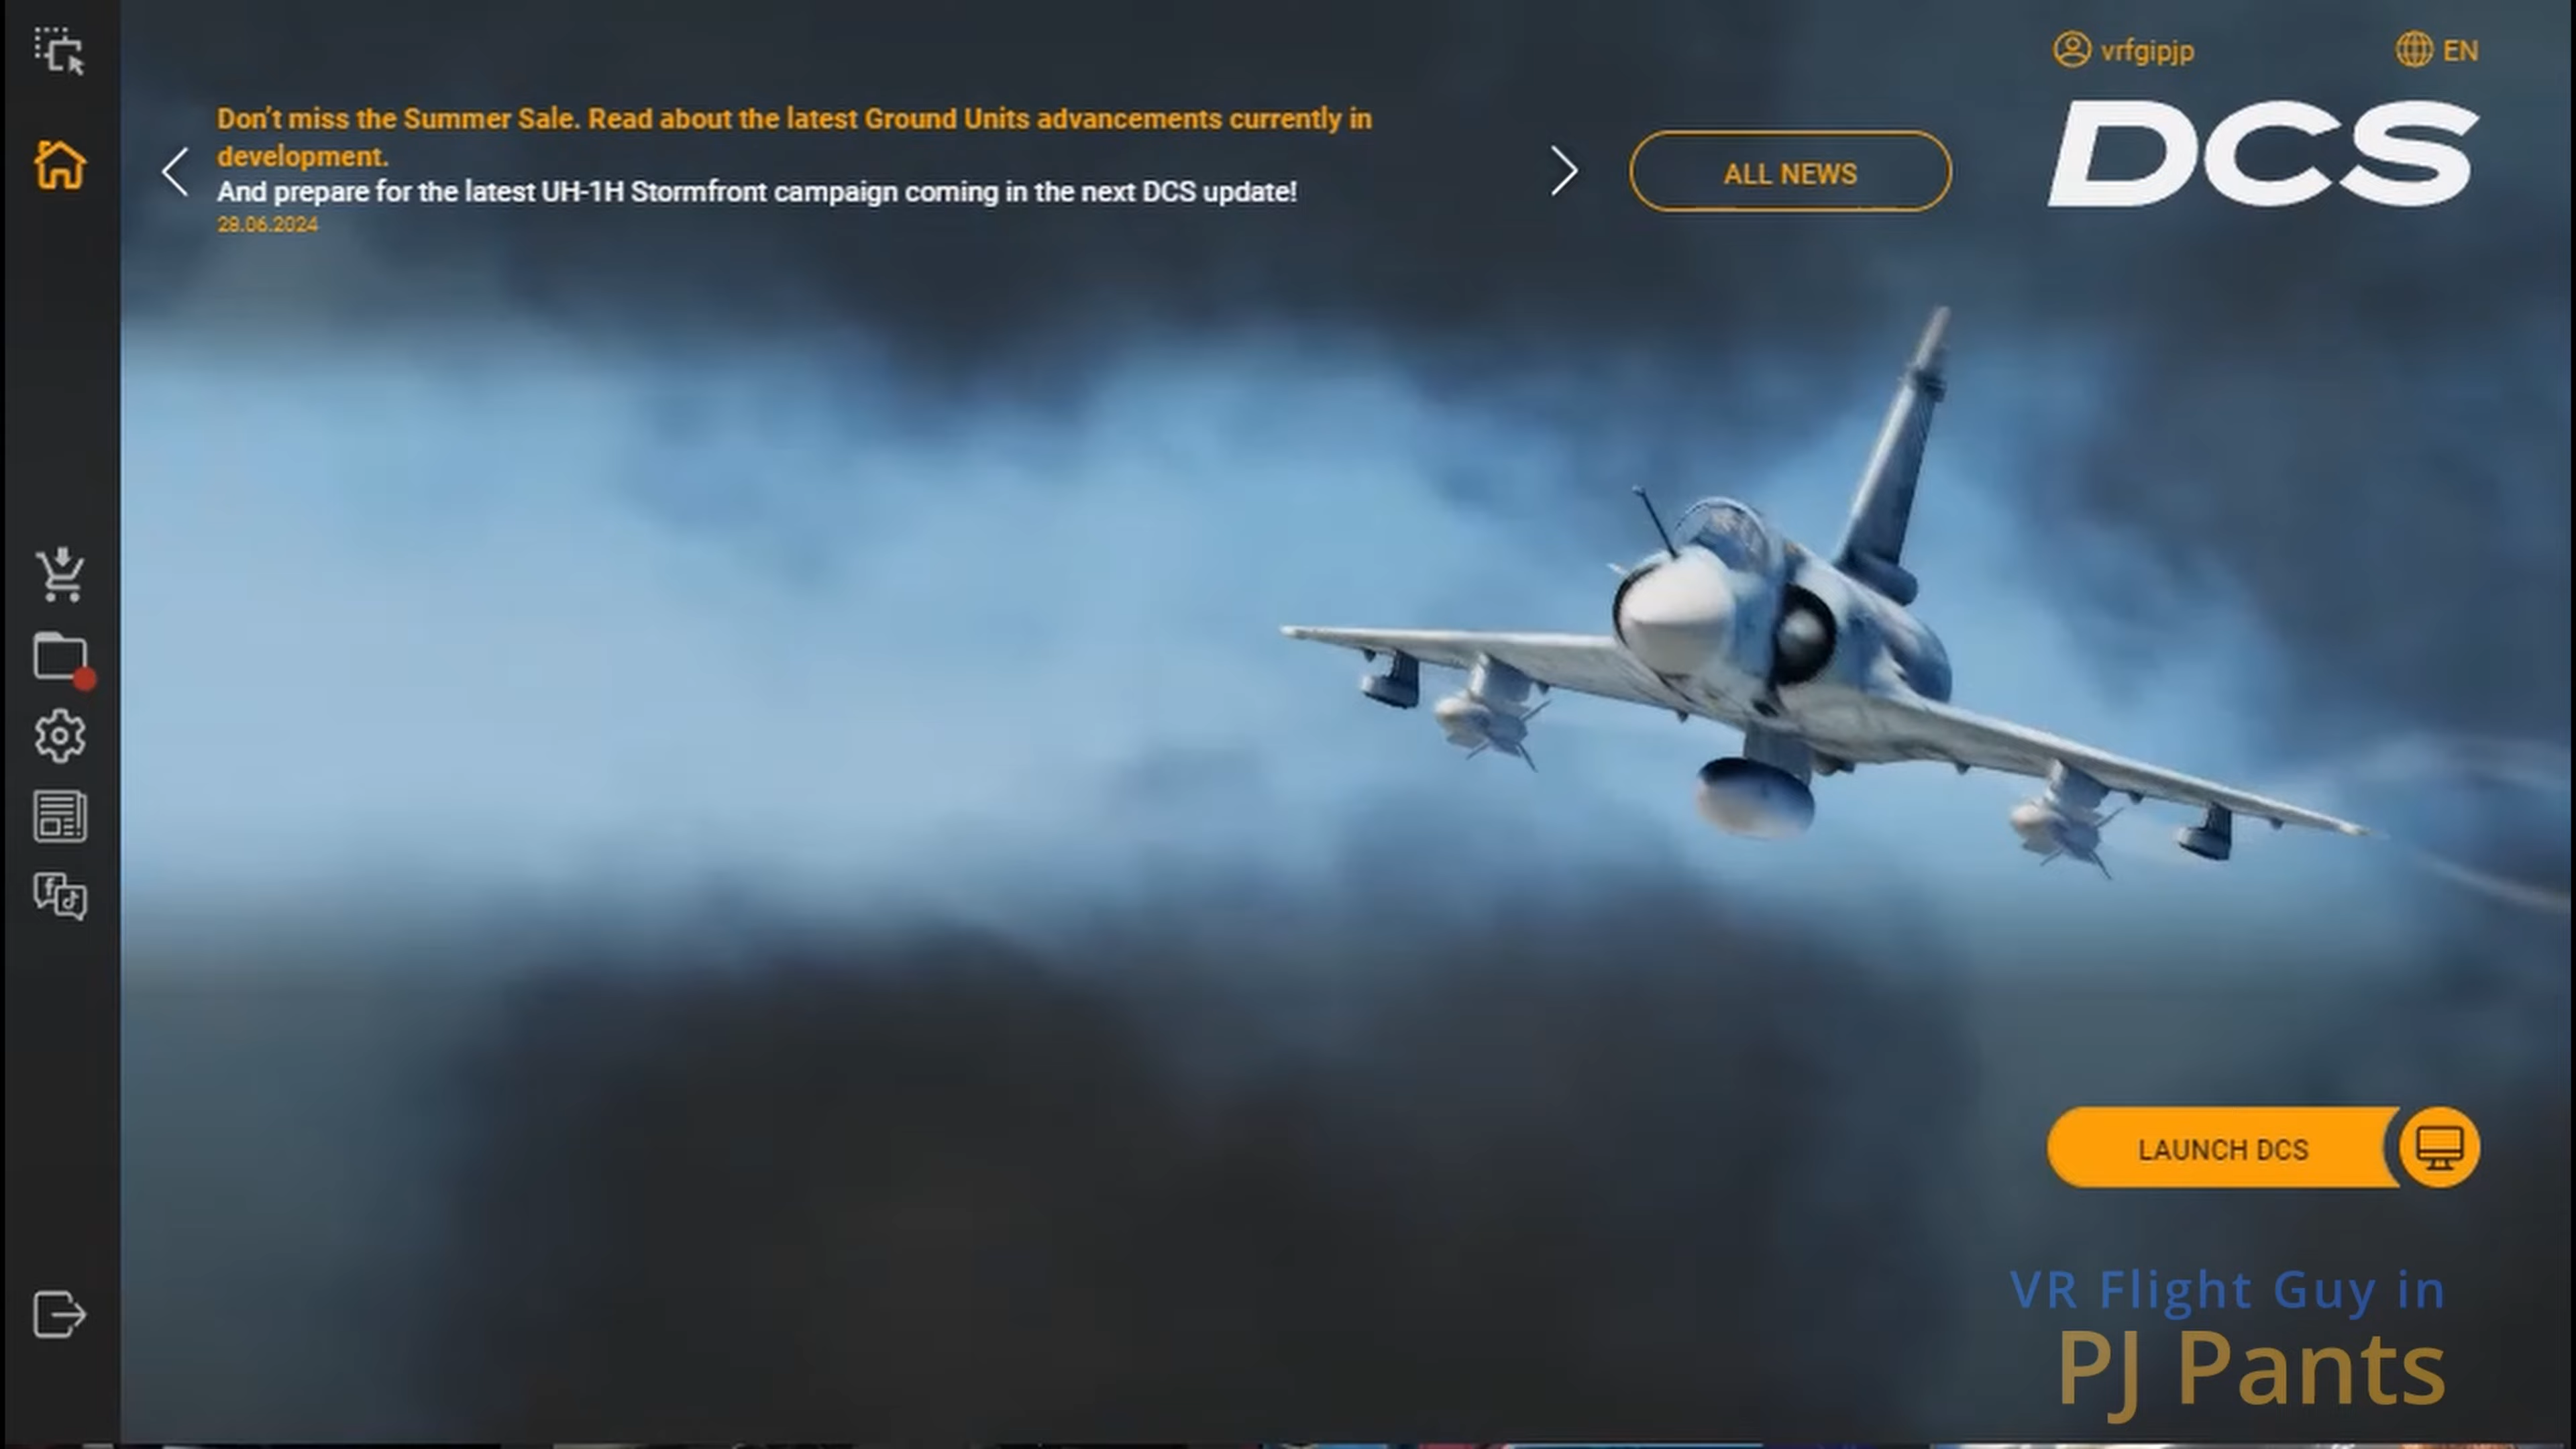 vrfgipjp
EN
Don't miss the Summer Sale. Read about the latest Ground Units advancements currently in
development.
And prepare for the latest UH-1H Stormfront campaign coming in the next DCS update!
28.06.2024
ALL NEWS
DCS
LAUNCH DCS
VR Flight Guy in
PJ Pants